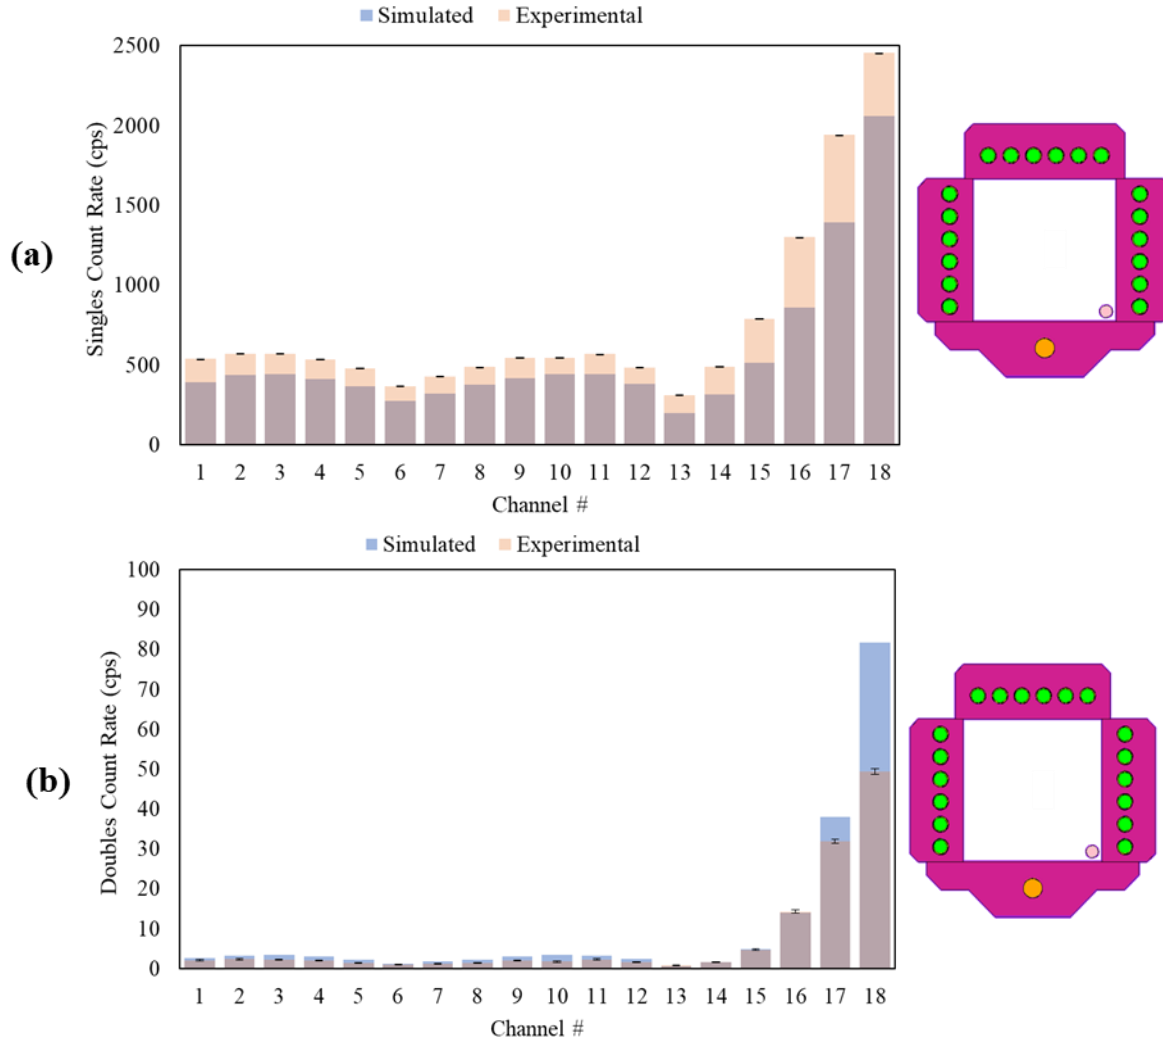 Simulated Experimental
(a)
Singles Count Rate (cps)
2500
2000
1500
1000
500
0
1 2 3 4 5 6 7 8 9 10 11 12 13 14 15 16 17 18
Channel #
Simulated Experimental
(b)
Doubles Count Rate (cps)
100
90
80
70
60
50
40
30
20
10
0
1 2 3 4 5 6 7 8 9 10 11 12 13 14 15 16 17 18
Channel #